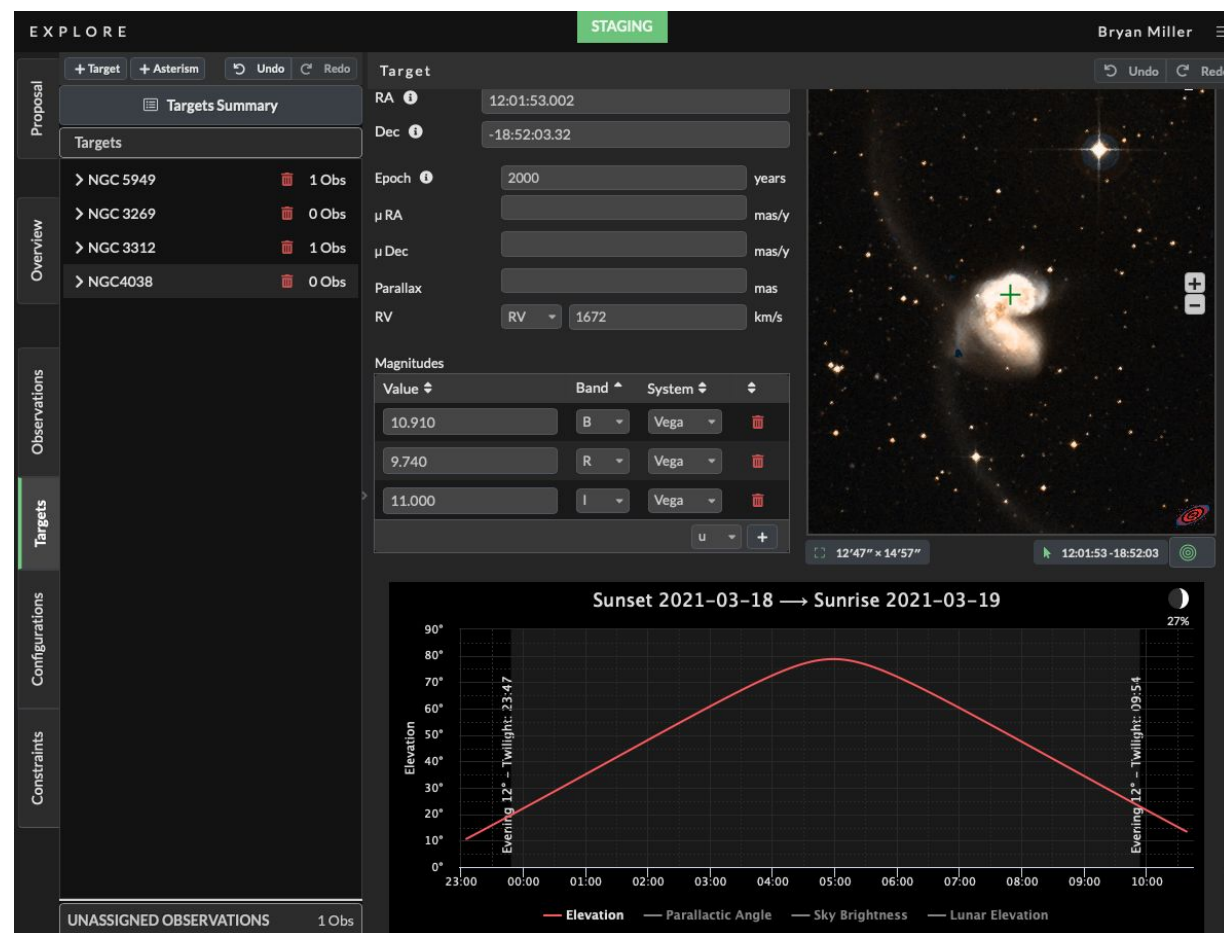 EXPLORE
STAGING
Bryan Miller
+ Target
+ Asterism
Undo
Redo
Target
Undo
Red
Proposal
Overview
Observations
Targets
Configurations
Constraints
Targets Summary
Targets
NGC 5949 1 Obs
NGC 3269 0 Obs
NGC 3312 1 Obs
NGC4038 0 Obs
UNASSIGNED OBSERVATIONS 1 Obs
RA 12:01:53.002
Dec -18:52:03.32
Epoch 2000 years
μ RA mas/y
μ Dec mas/y
Parallax mas
RV RV 1672 km/s
Magnitudes
Value Band System
10.910 B Vega
9.740 R Vega
11.000 I Vega
u +
+
−
12′47″ × 14′57″
12:01:53 -18:52:03
Sunset 2021-03-18 ⟶ Sunrise 2021-03-19
27%
Elevation
90°
80°
70°
60°
50°
40°
30°
20°
10°
0°
Evening 12° - Twilight: 23:47
Evening 12° - Twilight: 09:54
23:00 00:00 01:00 02:00 03:00 04:00 05:00 06:00 07:00 08:00 09:00 10:00
Elevation Parallactic Angle Sky Brightness Lunar Elevation